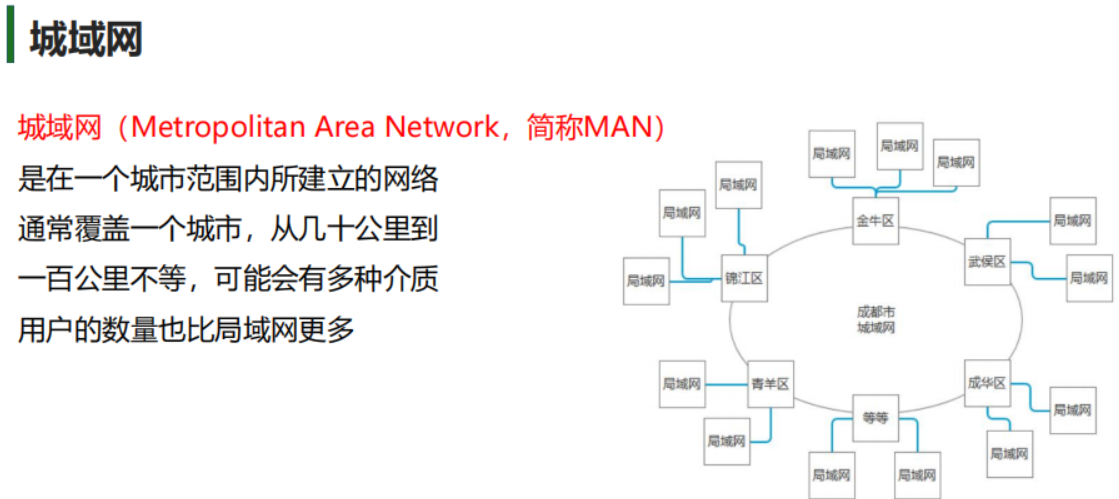 城域网
城域网（Metropolitan Area Network，简称MAN）
是在一个城市范围内所建立的网络
通常覆盖一个城市，从几十公里到
一百公里不等，可能会有多种介质
用户的数量也比局域网更多
局域网
局域网
局域网
局域网
局域网
局域网
金牛区
局域网
武侯区
局域网
锦江区
局域网
成都市
城域网
局域网
青羊区
成华区
局域网
等等
局域网
局域网
局域网
局域网